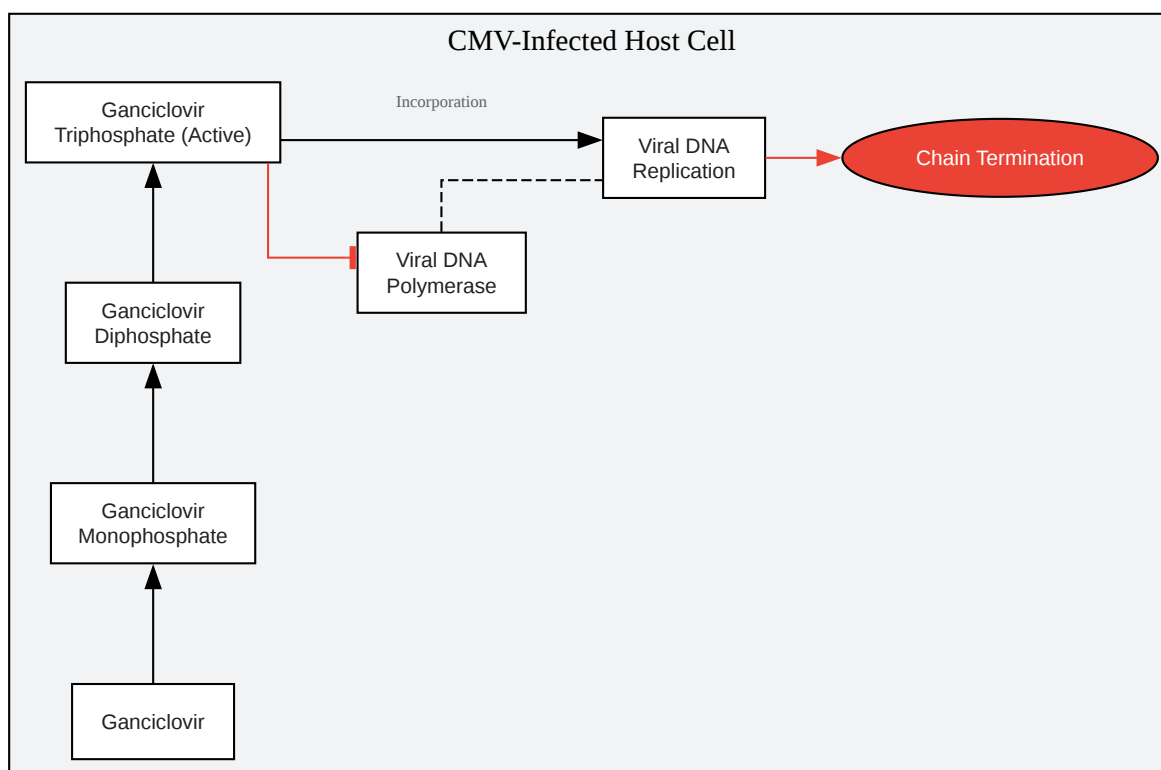 CMV-Infected Host Cell
Ganciclovir
Triphosphate (Active)
Incorporation
Viral DNA
Replication
Chain Termination
Viral DNA
Polymerase
Ganciclovir
Diphosphate
Ganciclovir
Monophosphate
Ganciclovir